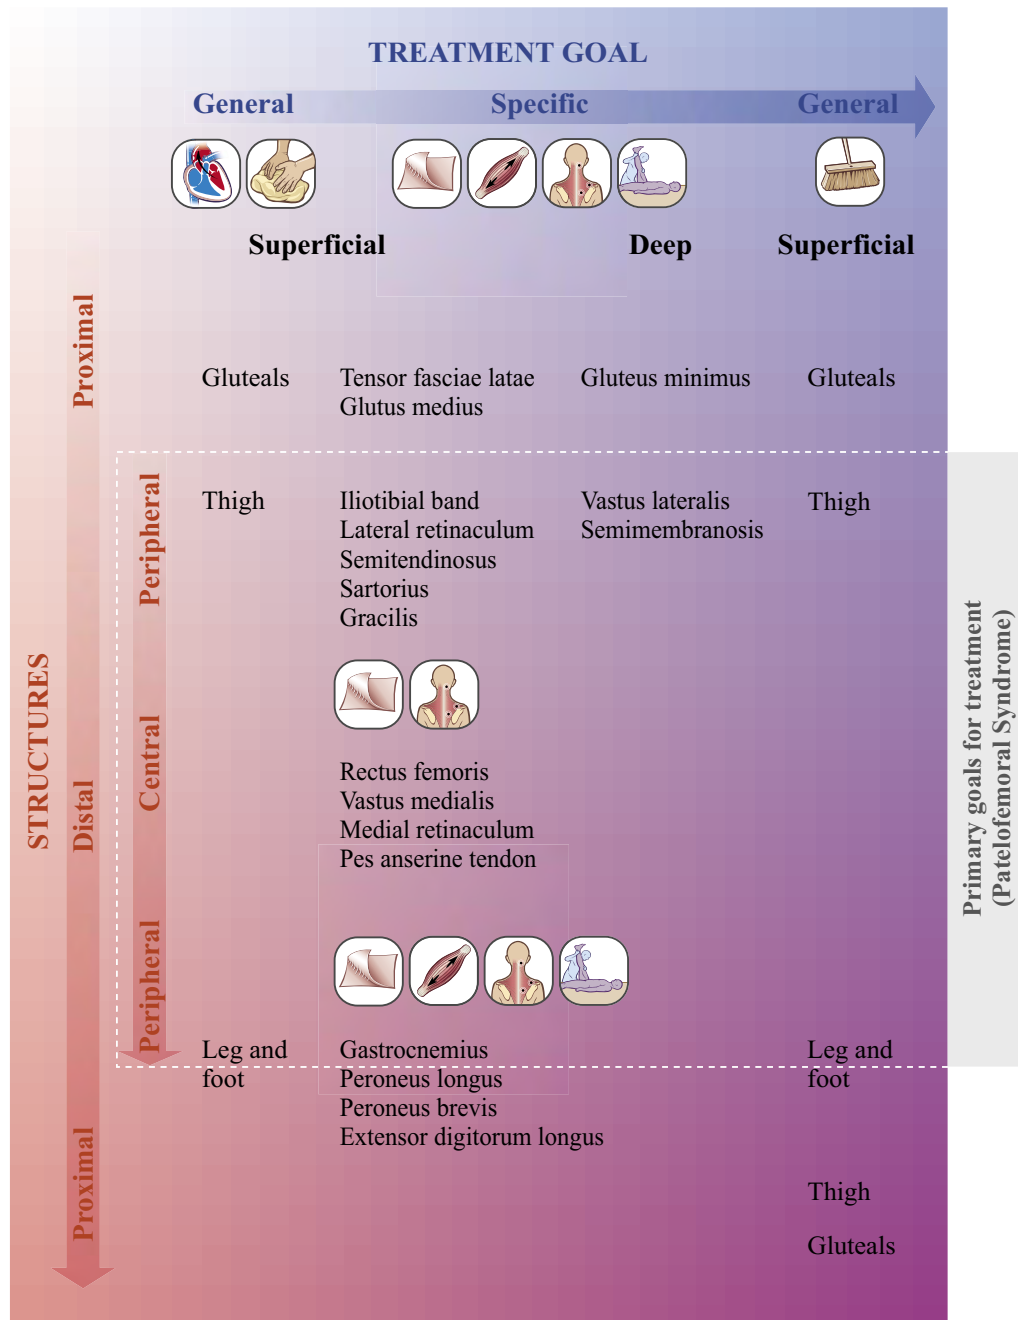 TREATMENT GOAL
General Specific General
Superficial Deep Superficial
Proximal
Gluteals Tensor fasciae latae Gluteus minimus Gluteals
Glutus medius
Peripheral
Thigh Iliotibial band Vastus lateralis Thigh
Lateral retinaculum Semimembranosis
Semitendinosus
Sartorius
Gracilis
STRUCTURES
Distal
Central
Rectus femoris
Vastus medialis
Medial retinaculum
Pes anserine tendon
Peripheral
Leg and Gastrocnemius Leg and
foot Peroneus longus foot
Peroneus brevis
Extensor digitorum longus
Proximal
Thigh
Gluteals
Primary goals for treatment
(Patelofemoral Syndrome)